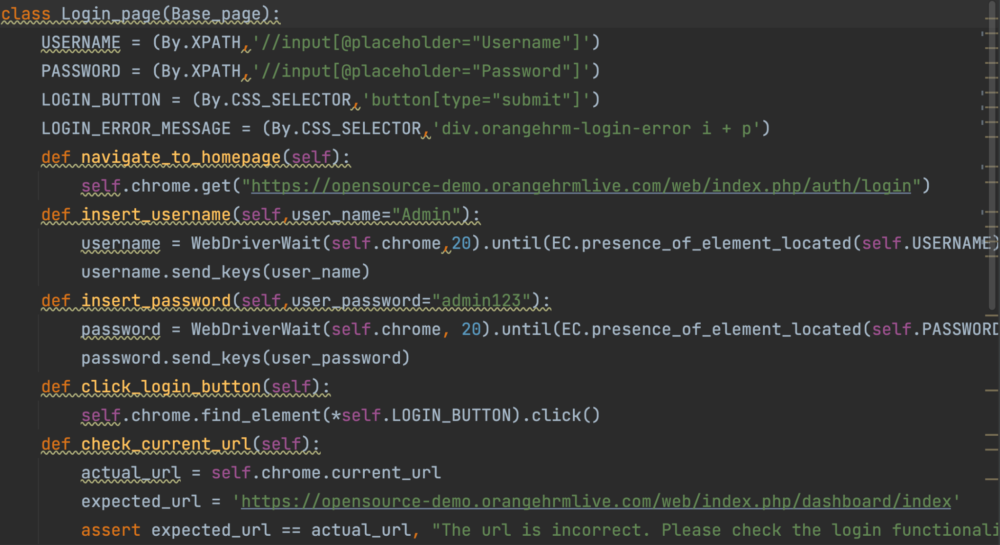 class Login_page(Base_page):
    USERNAME = (By.XPATH,'//input[@placeholder="Username"]')
    PASSWORD = (By.XPATH,'//input[@placeholder="Password"]')
    LOGIN_BUTTON = (By.CSS_SELECTOR,'button[type="submit"]')
    LOGIN_ERROR_MESSAGE = (By.CSS_SELECTOR,'div.orangehrm-login-error i + p')
    def navigate_to_homepage(self):
        self.chrome.get("https://opensource-demo.orangehrmlive.com/web/index.php/auth/login")
    def insert_username(self,user_name="Admin"):
        username = WebDriverWait(self.chrome,20).until(EC.presence_of_element_located(self.USERNAME)
        username.send_keys(user_name)
    def insert_password(self,user_password="admin123"):
        password = WebDriverWait(self.chrome, 20).until(EC.presence_of_element_located(self.PASSWORD
        password.send_keys(user_password)
    def click_login_button(self):
        self.chrome.find_element(*self.LOGIN_BUTTON).click()
    def check_current_url(self):
        actual_url = self.chrome.current_url
        expected_url = 'https://opensource-demo.orangehrmlive.com/web/index.php/dashboard/index'
        assert expected_url == actual_url, "The url is incorrect. Please check the login functionali